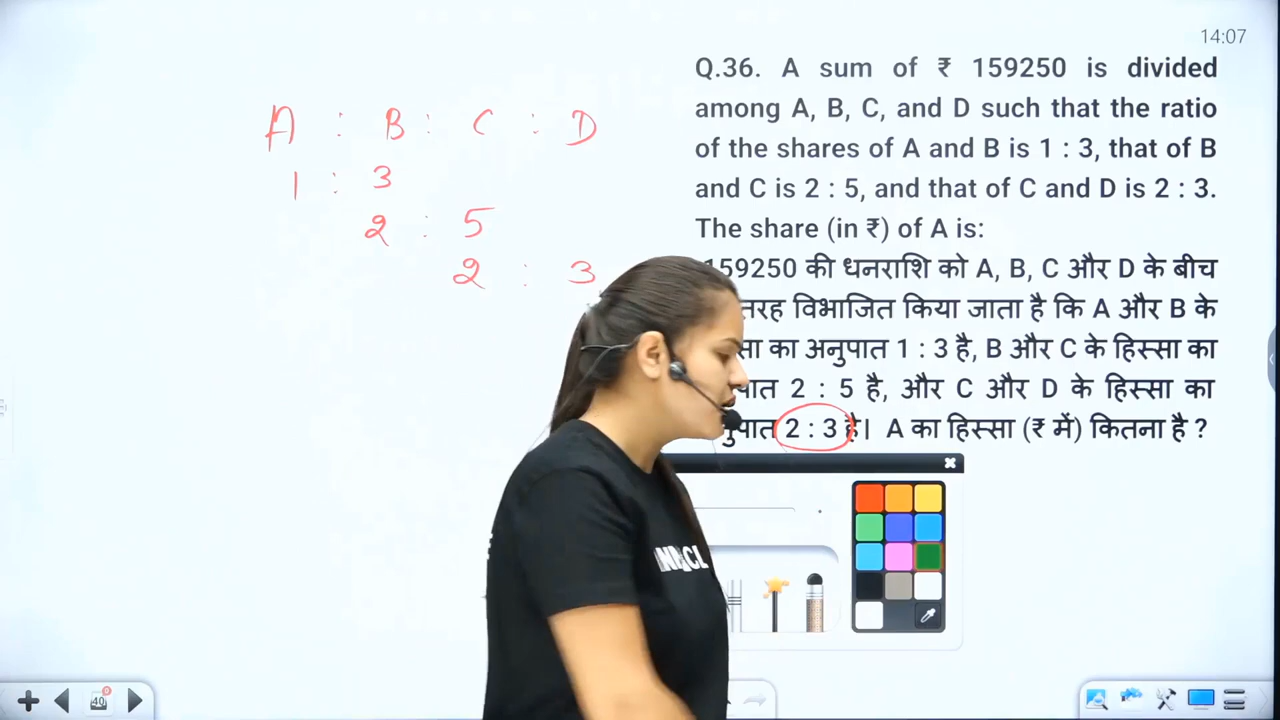 14:07
Q.36. A sum of ₹ 159250 is divided
among A, B, C, and D such that the ratio
of the shares of A and B is 1 : 3, that of B
and C is 2 : 5, and that of C and D is 2 : 3.
The share (in ₹) of A is:
159250 की धनराशि को A, B, C और D के बीच
तरह विभाजित किया जाता है कि A और B के
का अनुपात 1 : 3 है, B और C के हिस्सा का
2 : 5 है, और C और D के हिस्सा का
2 : 3 है। A का हिस्सा (₹ में) कितना है ?
A : B : C : D
1 : 3
2 : 5
2 : 3
40